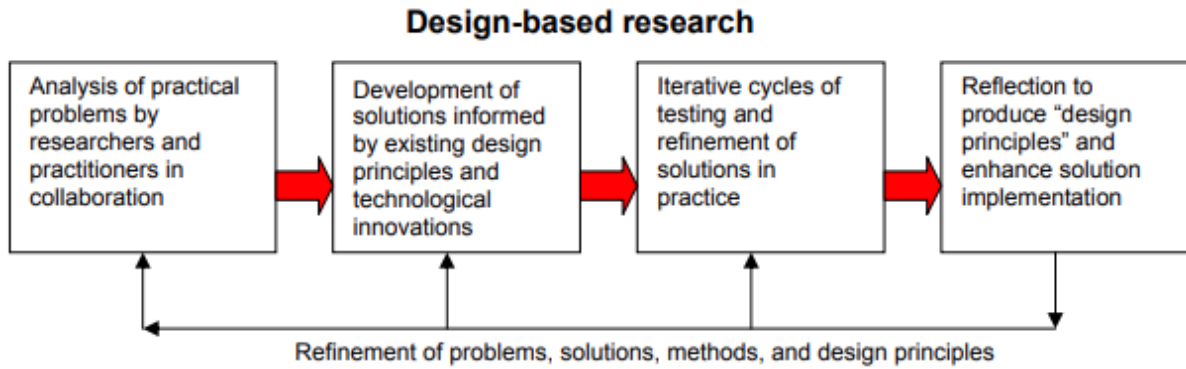 Design-based research
Analysis of practical
problems by
researchers and
practitioners in
collaboration
Development of
solutions informed
by existing design
principles and
technological
innovations
Iterative cycles of
testing and
refinement of
solutions in
practice
Reflection to
produce “design
principles” and
enhance solution
implementation
Refinement of problems, solutions, methods, and design principles